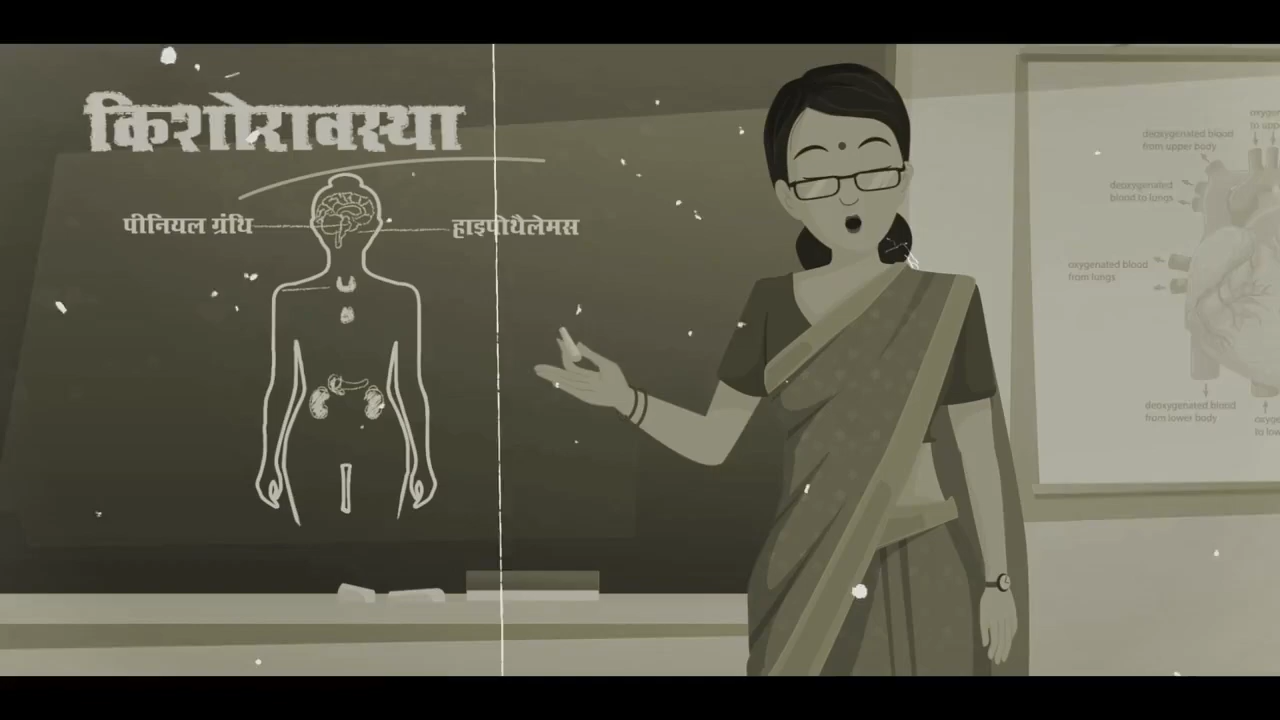 किशोरावस्था
पीनियल ग्रंथि
हाइपोथैलेमस
deoxygenated blood
from upper body
deoxygenated
blood to lungs
oxygenated blood
from lungs
deoxygenated blood
from lower body